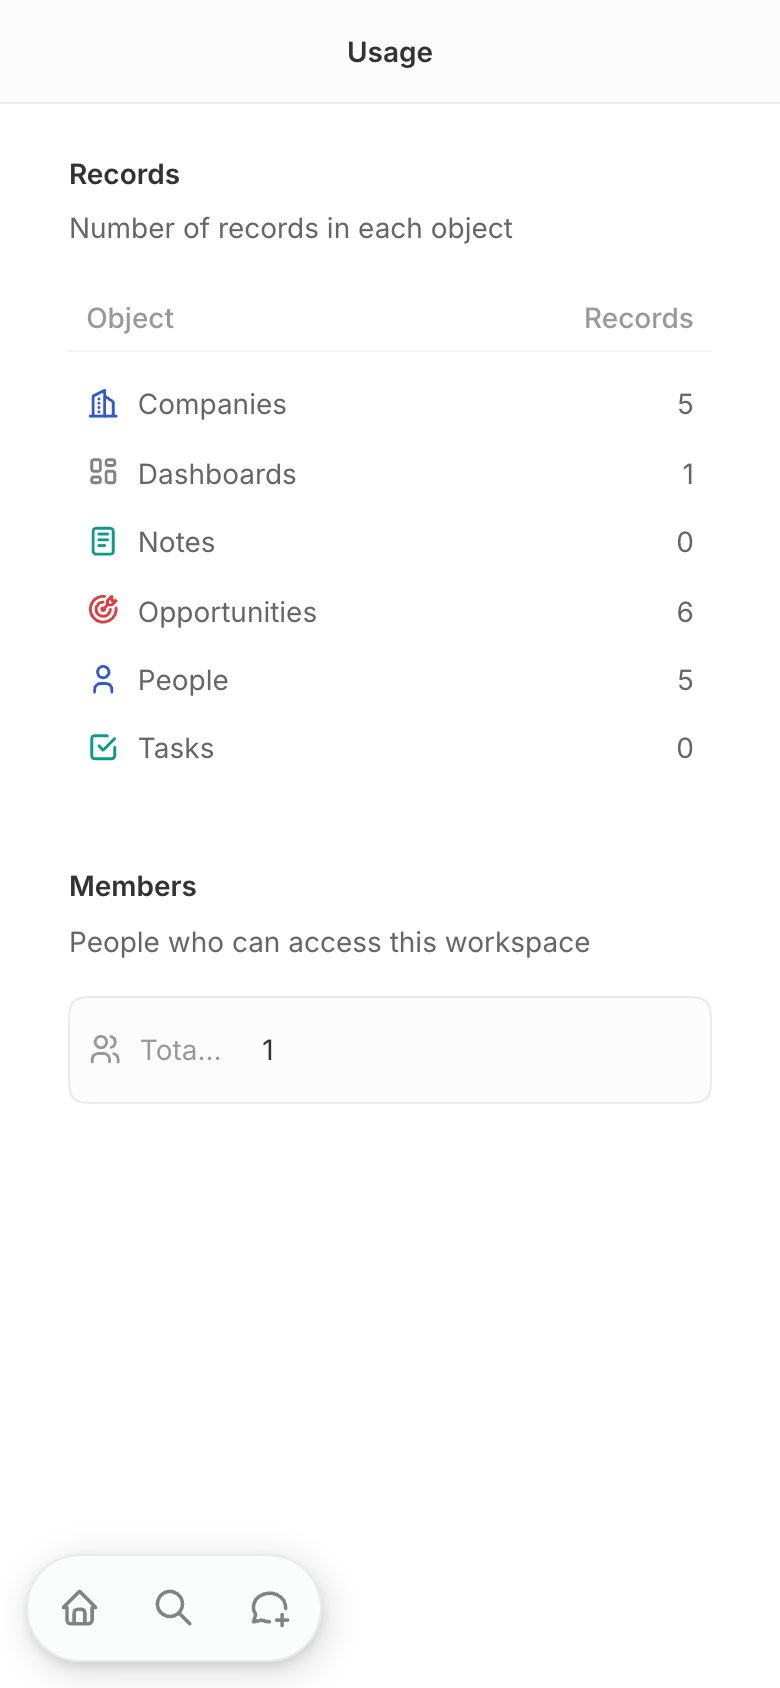 Usage
Records
Number of records in each object
Object Records
Companies 5
Dashboards 1
Notes 0
Opportunities 6
People 5
Tasks 0
Members
People who can access this workspace
Tota... 1